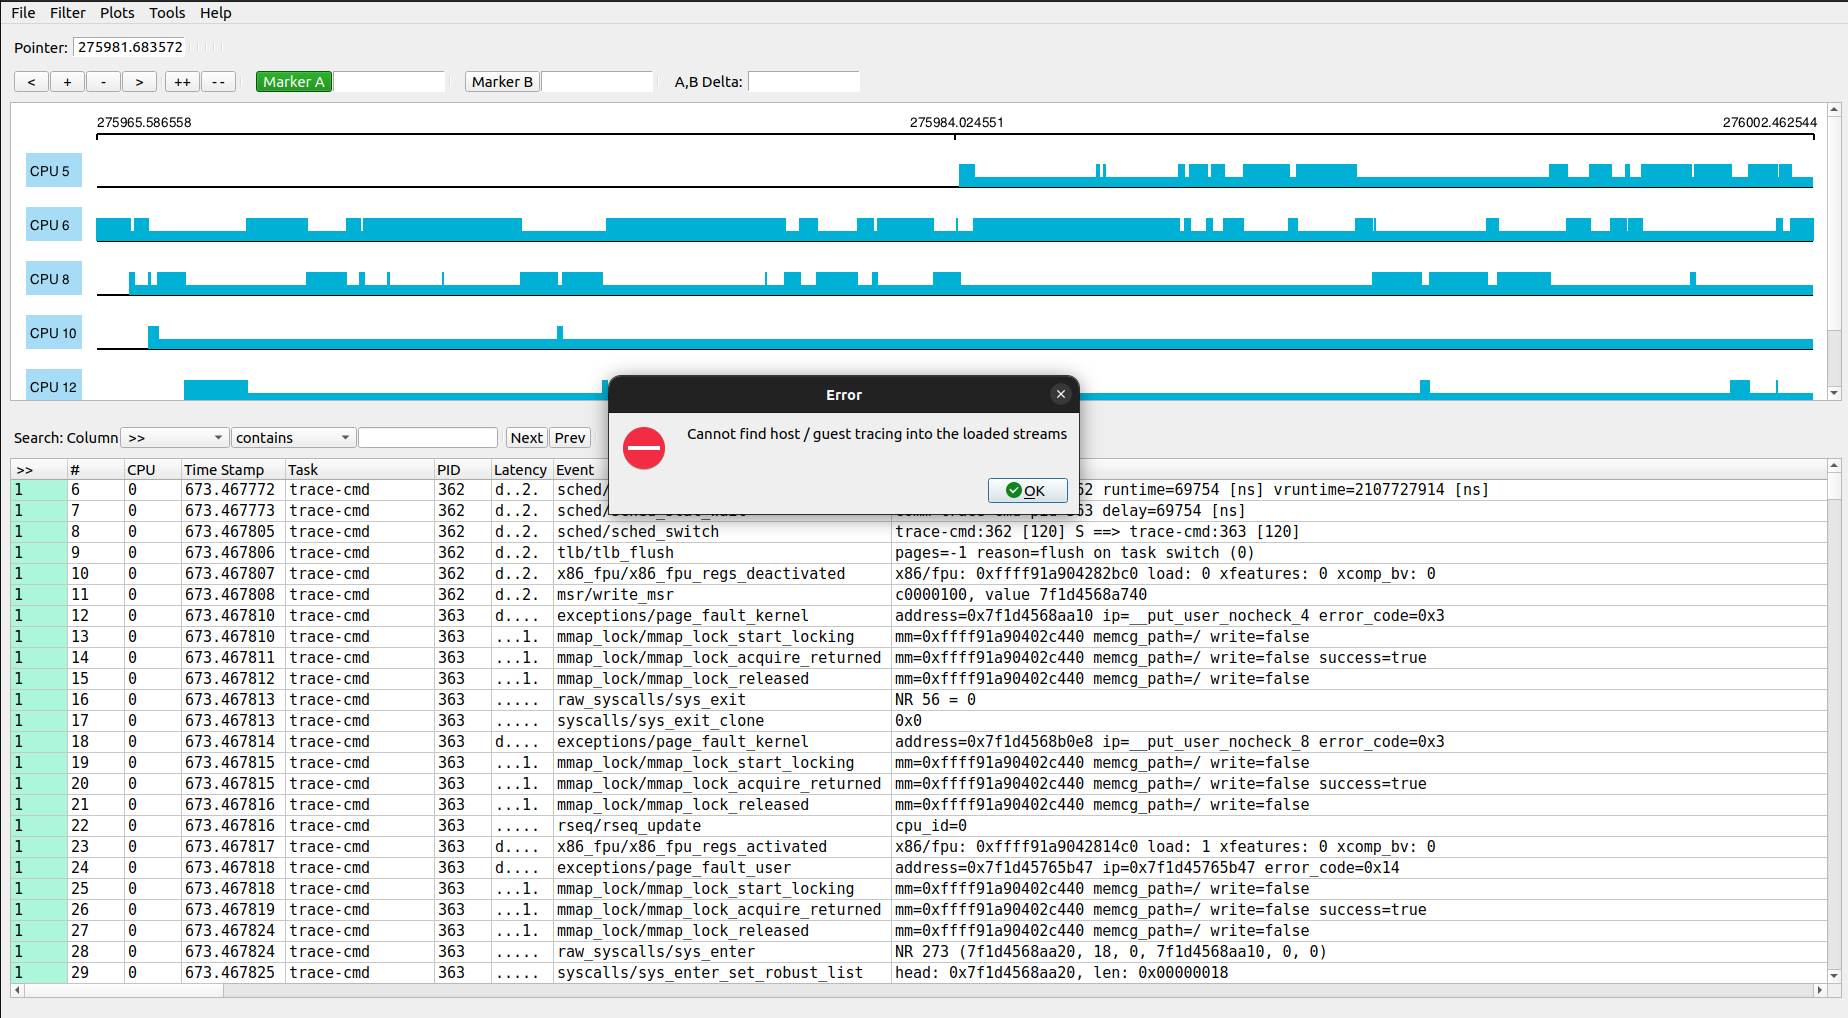 File Filter Plots Tools Help
Pointer: 275981.683572
< + - > ++ -- Marker A Marker B A,B Delta:
275965.586558 275984.024551 276002.462544
CPU 5
CPU 6
CPU 8
CPU 10
CPU 12
Error
Cannot find host / guest tracing into the loaded streams
OK
Search: Column >> contains Next Prev
>> # CPU Time Stamp Task PID Latency Event
1 6 0 673.467772 trace-cmd 362 d..2. sched/ runtime=69754 [ns] vruntime=2107727914 [ns]
1 7 0 673.467773 trace-cmd 362 d..2. delay=69754 [ns]
1 8 0 673.467805 trace-cmd 362 d..2. sched/sched_switch trace-cmd:362 [120] S ==> trace-cmd:363 [120]
1 9 0 673.467806 trace-cmd 362 d..2. tlb/tlb_flush pages=-1 reason=flush on task switch (0)
1 10 0 673.467807 trace-cmd 362 d..2. x86_fpu/x86_fpu_regs_deactivated x86/fpu: 0xffff91a904282bc0 load: 0 xfeatures: 0 xcomp_bv: 0
1 11 0 673.467808 trace-cmd 362 d..2. msr/write_msr c0000100, value 7f1d4568a740
1 12 0 673.467810 trace-cmd 363 d.... exceptions/page_fault_kernel address=0x7f1d4568aa10 ip=__put_user_nocheck_4 error_code=0x3
1 13 0 673.467810 trace-cmd 363 ...1. mmap_lock/mmap_lock_start_locking mm=0xffff91a90402c440 memcg_path=/ write=false
1 14 0 673.467811 trace-cmd 363 ...1. mmap_lock/mmap_lock_acquire_returned mm=0xffff91a90402c440 memcg_path=/ write=false success=true
1 15 0 673.467812 trace-cmd 363 ...1. mmap_lock/mmap_lock_released mm=0xffff91a90402c440 memcg_path=/ write=false
1 16 0 673.467813 trace-cmd 363 ..... raw_syscalls/sys_exit NR 56 = 0
1 17 0 673.467813 trace-cmd 363 ..... syscalls/sys_exit_clone 0x0
1 18 0 673.467814 trace-cmd 363 d.... exceptions/page_fault_kernel address=0x7f1d4568b0e8 ip=__put_user_nocheck_8 error_code=0x3
1 19 0 673.467815 trace-cmd 363 ...1. mmap_lock/mmap_lock_start_locking mm=0xffff91a90402c440 memcg_path=/ write=false
1 20 0 673.467815 trace-cmd 363 ...1. mmap_lock/mmap_lock_acquire_returned mm=0xffff91a90402c440 memcg_path=/ write=false success=true
1 21 0 673.467816 trace-cmd 363 ...1. mmap_lock/mmap_lock_released mm=0xffff91a90402c440 memcg_path=/ write=false
1 22 0 673.467816 trace-cmd 363 ..... rseq/rseq_update cpu_id=0
1 23 0 673.467817 trace-cmd 363 d.... x86_fpu/x86_fpu_regs_activated x86/fpu: 0xffff91a9042814c0 load: 1 xfeatures: 0 xcomp_bv: 0
1 24 0 673.467818 trace-cmd 363 d.... exceptions/page_fault_user address=0x7f1d45765b47 ip=0x7f1d45765b47 error_code=0x14
1 25 0 673.467818 trace-cmd 363 ...1. mmap_lock/mmap_lock_start_locking mm=0xffff91a90402c440 memcg_path=/ write=false
1 26 0 673.467819 trace-cmd 363 ...1. mmap_lock/mmap_lock_acquire_returned mm=0xffff91a90402c440 memcg_path=/ write=false success=true
1 27 0 673.467824 trace-cmd 363 ...1. mmap_lock/mmap_lock_released mm=0xffff91a90402c440 memcg_path=/ write=false
1 28 0 673.467824 trace-cmd 363 ..... raw_syscalls/sys_enter NR 273 (7f1d4568aa20, 18, 0, 7f1d4568aa10, 0, 0)
1 29 0 673.467825 trace-cmd 363 ..... syscalls/sys_enter_set_robust_list head: 0x7f1d4568aa20, len: 0x00000018